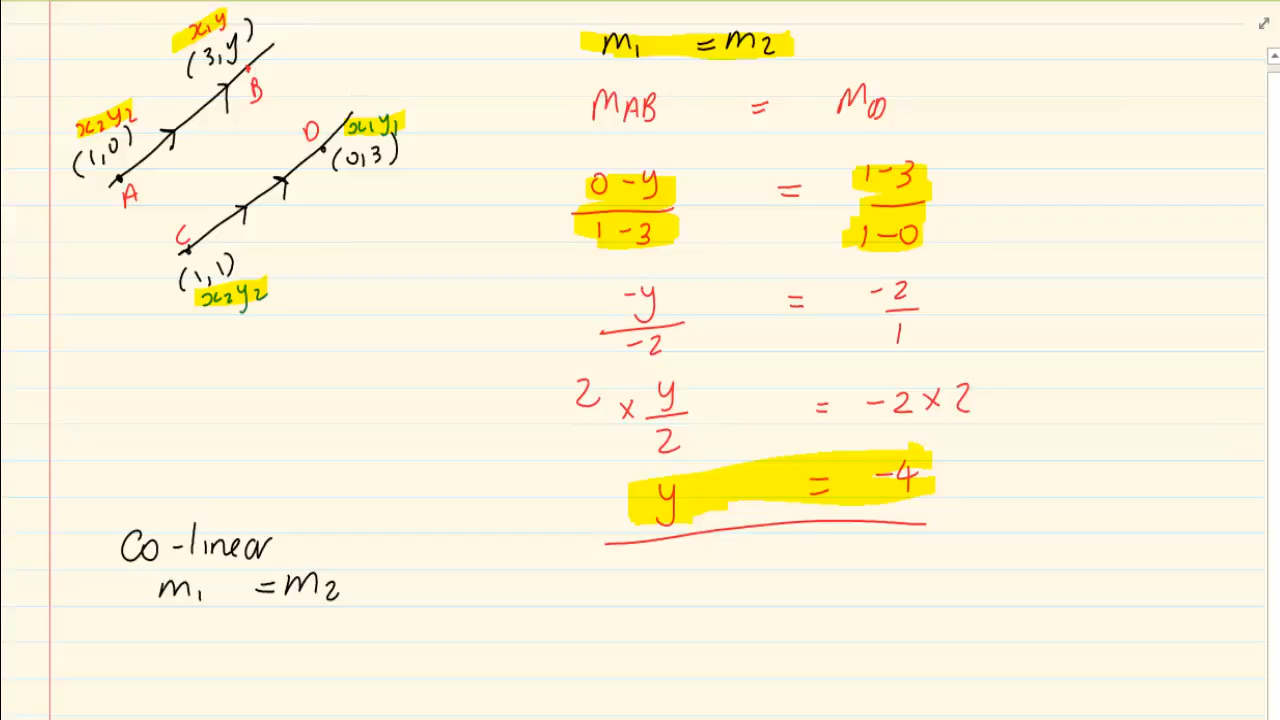 x₁y
(3,y)
B
x₂y₂
(1,0)
A
D
x₁y₁
(0,3)
C
(1,1)
x₂y₂
m₁ = m₂
MAB = MCD
0-y/1-3 = 1-3/1-0
-y/-2 = -2/1
2 × y/2 = -2×2
y = -4
Co-linear
m₁ = m₂